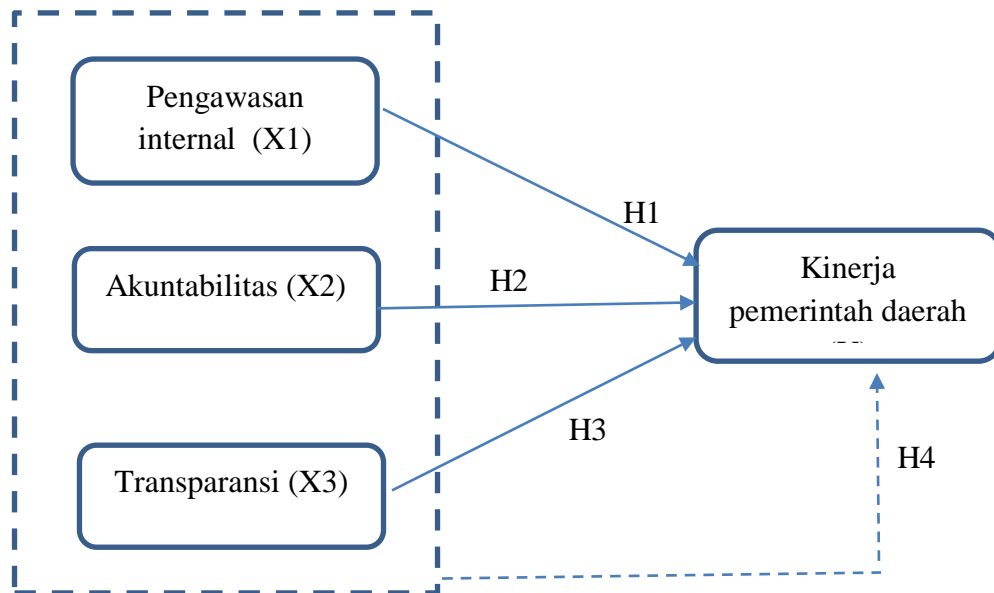 Pengawasan
internal (X1)
H1
Akuntabilitas (X2)
H2
Kinerja
pemerintah daerah
Transparansi (X3)
H3
H4